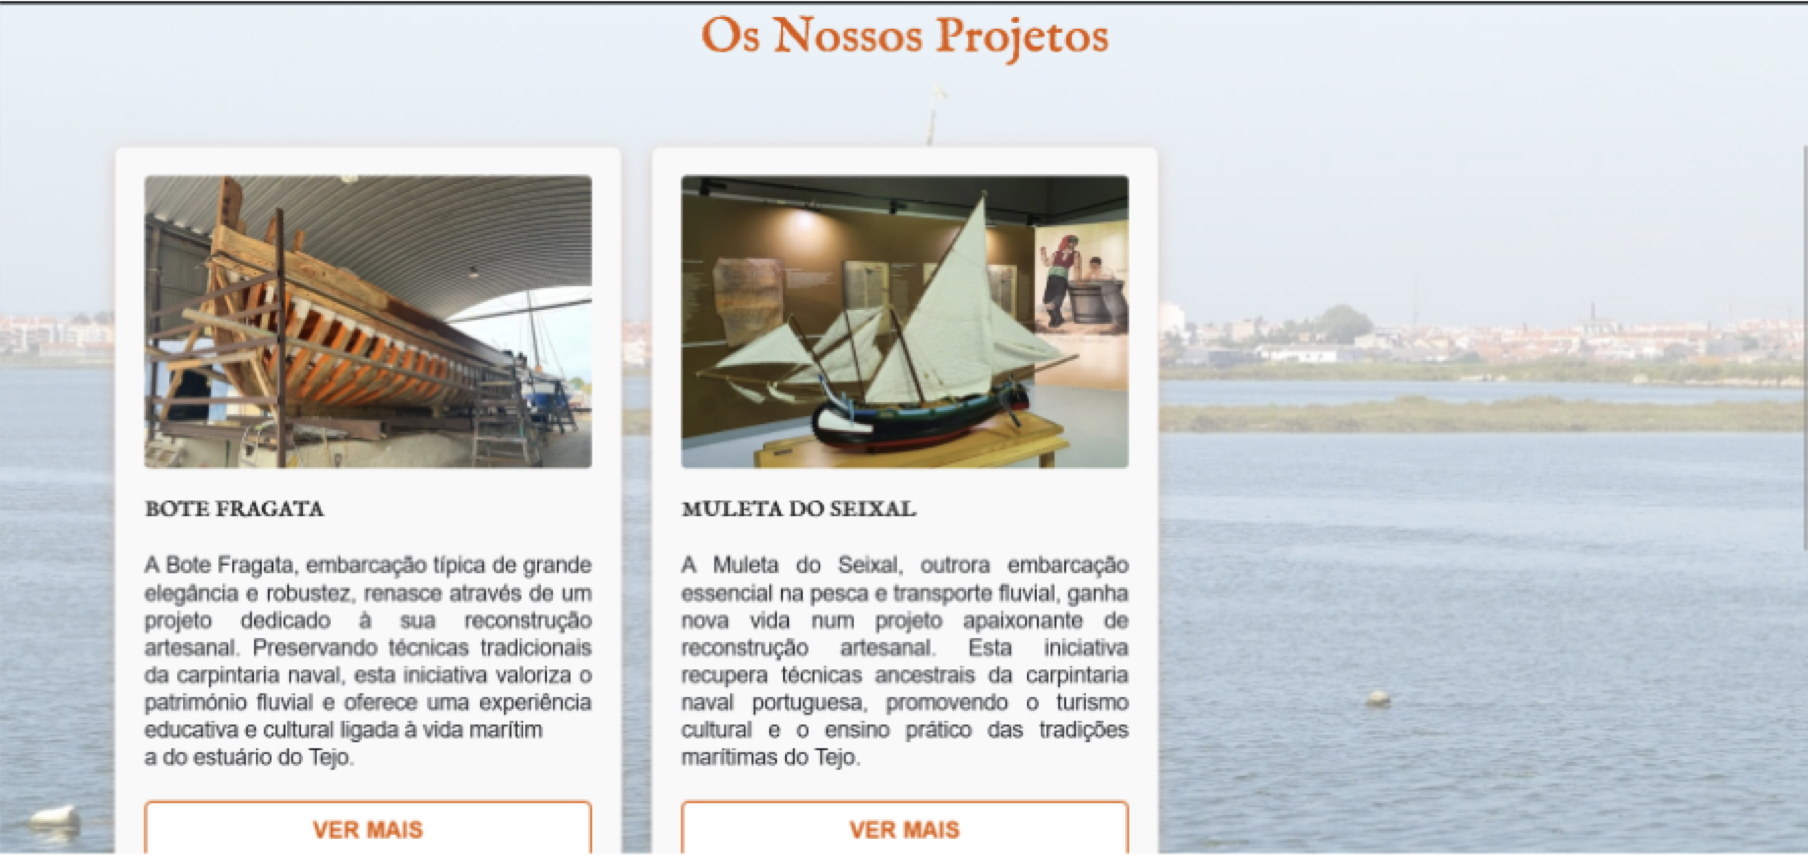 Os Nossos Projetos
BOTE FRAGATA
A Bote Fragata, embarcação típica de grande
elegância e robustez, renasce através de um
projeto dedicado à sua reconstrução
artesanal. Preservando técnicas tradicionais
da carpintaria naval, esta iniciativa valoriza o
património fluvial e oferece uma experiência
educativa e cultural ligada à vida marítim
a do estuário do Tejo.
VER MAIS
MULETA DO SEIXAL
A Muleta do Seixal, outrora embarcação
essencial na pesca e transporte fluvial, ganha
nova vida num projeto apaixonante de
reconstrução artesanal. Esta iniciativa
recupera técnicas ancestrais da carpintaria
naval portuguesa, promovendo o turismo
cultural e o ensino prático das tradições
marítimas do Tejo.
VER MAIS